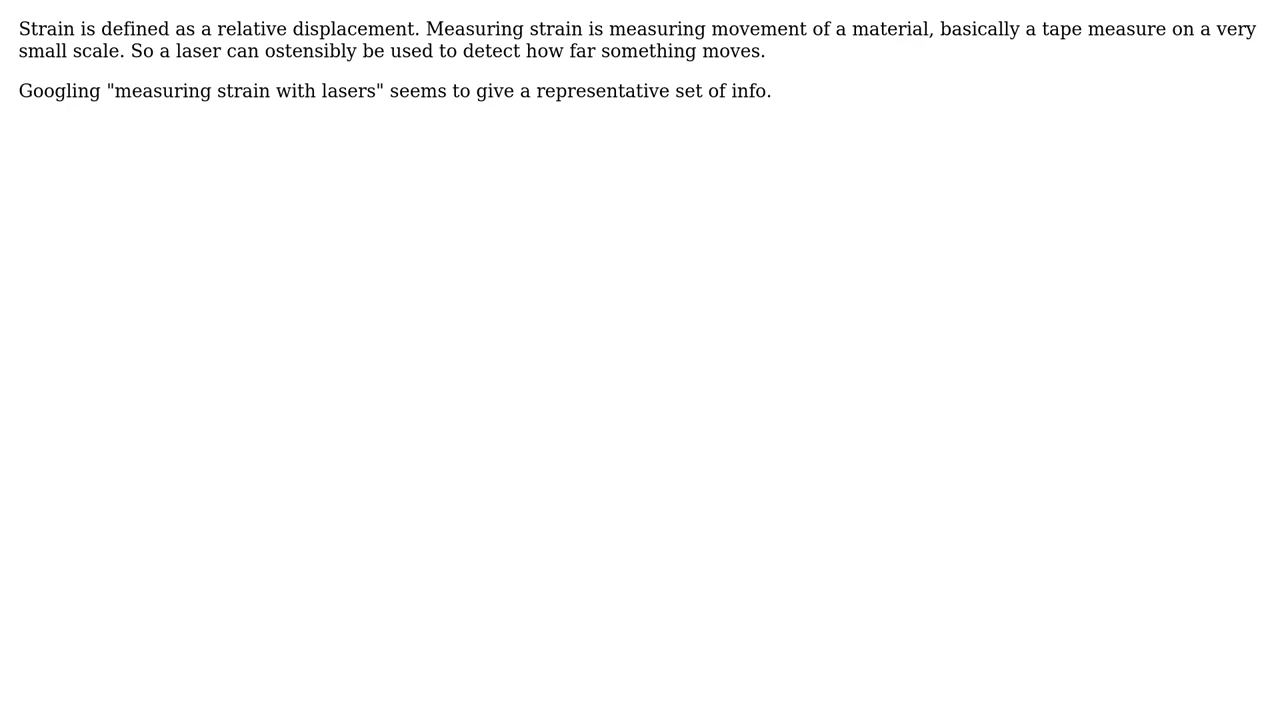 Strain is defined as a relative displacement. Measuring strain is measuring movement of a material, basically a tape measure on a very
small scale. So a laser can ostensibly be used to detect how far something moves.
Googling "measuring strain with lasers" seems to give a representative set of info.